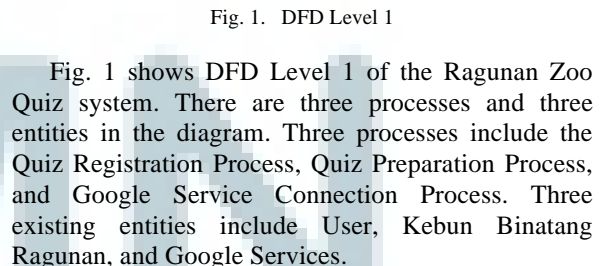 Fig. 1. DFD Level 1
Fig. 1 shows DFD Level 1 of the Ragunan Zoo
Quiz system. There are three processes and three
entities in the diagram. Three processes include the
Quiz Registration Process, Quiz Preparation Process,
and Google Service Connection Process. Three
existing entities include User, Kebun Binatang
Ragunan, and Google Services.